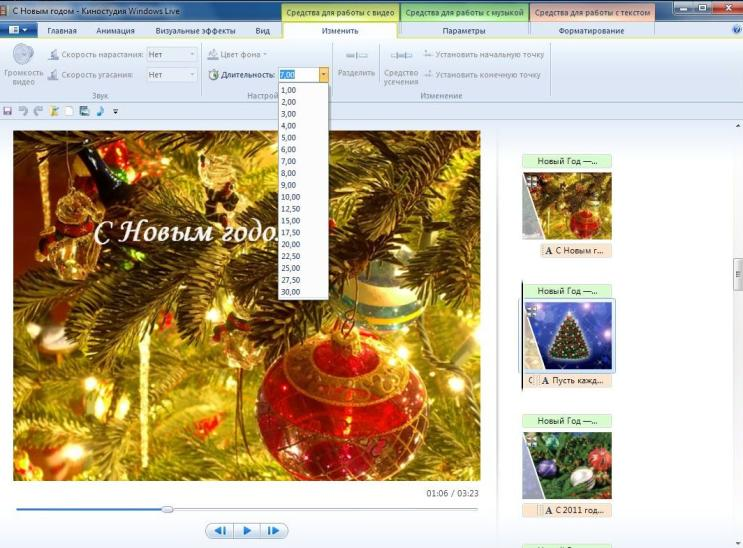 С Новым годом - Киностудия Windows Live
Средства для работы с видео
Средства для работы с музыкой
Средства для работы с текстом
Главная
Анимация
Визуальные эффекты
Вид
Изменить
Параметры
Форматирование
Громкость видео
Скорость нарастания: Нет
Скорость угасания: Нет
Звук
Цвет фона
Длительность: 7,00
Настрой
Разделить
Средство усечения
Установить начальную точку
Установить конечную точку
Изменение
1,00
2,00
3,00
4,00
5,00
6,00
7,00
8,00
9,00
10,00
12,50
15,00
17,50
20,00
22,50
25,00
27,50
30,00
С Новым годо
01:06 / 03:23
Новый Год —...
A С Новым г...
Новый Год —...
С A Пусть кажд...
Новый Год —...
A С 2011 год...